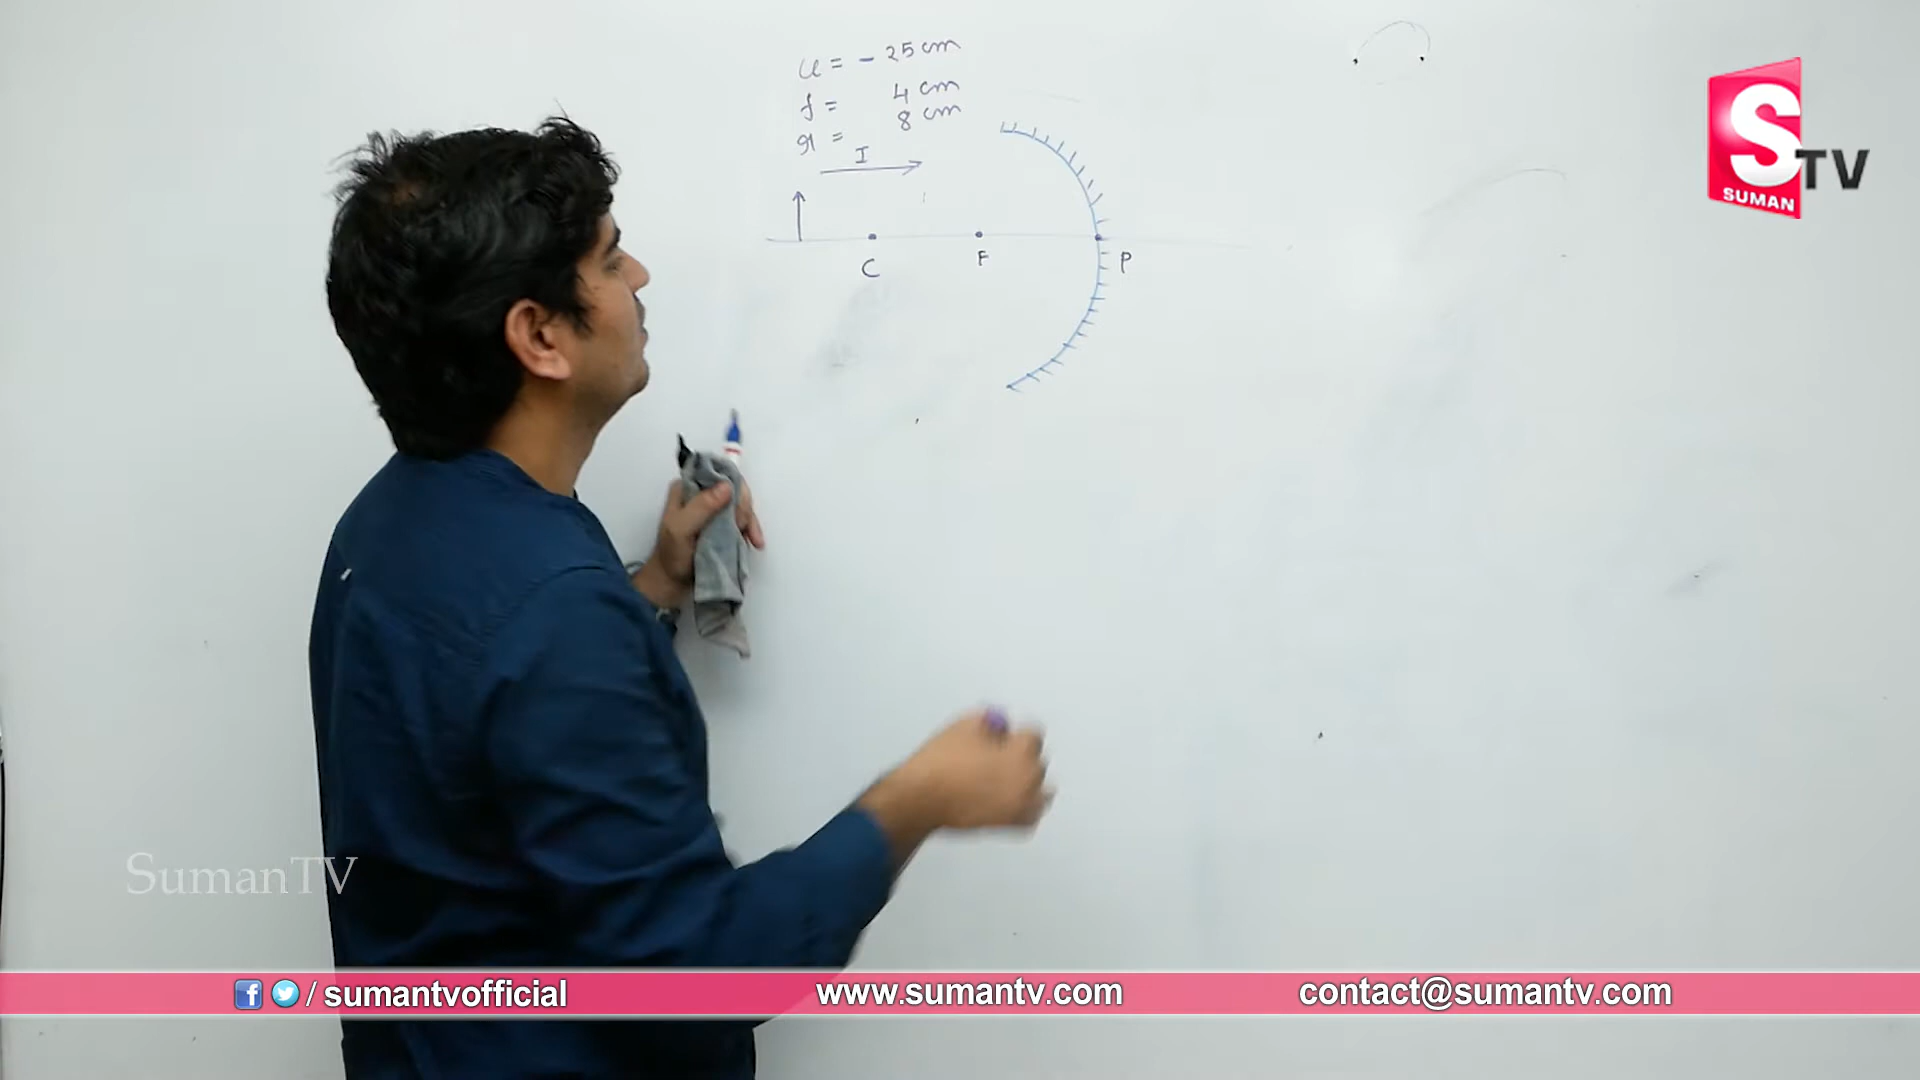 u = - 25 cm
f = 4 cm
r = 8 cm
I
C
F
P
S TV
SUMAN
SumanTV
/ sumantvofficial
www.sumantv.com
contact@sumantv.com